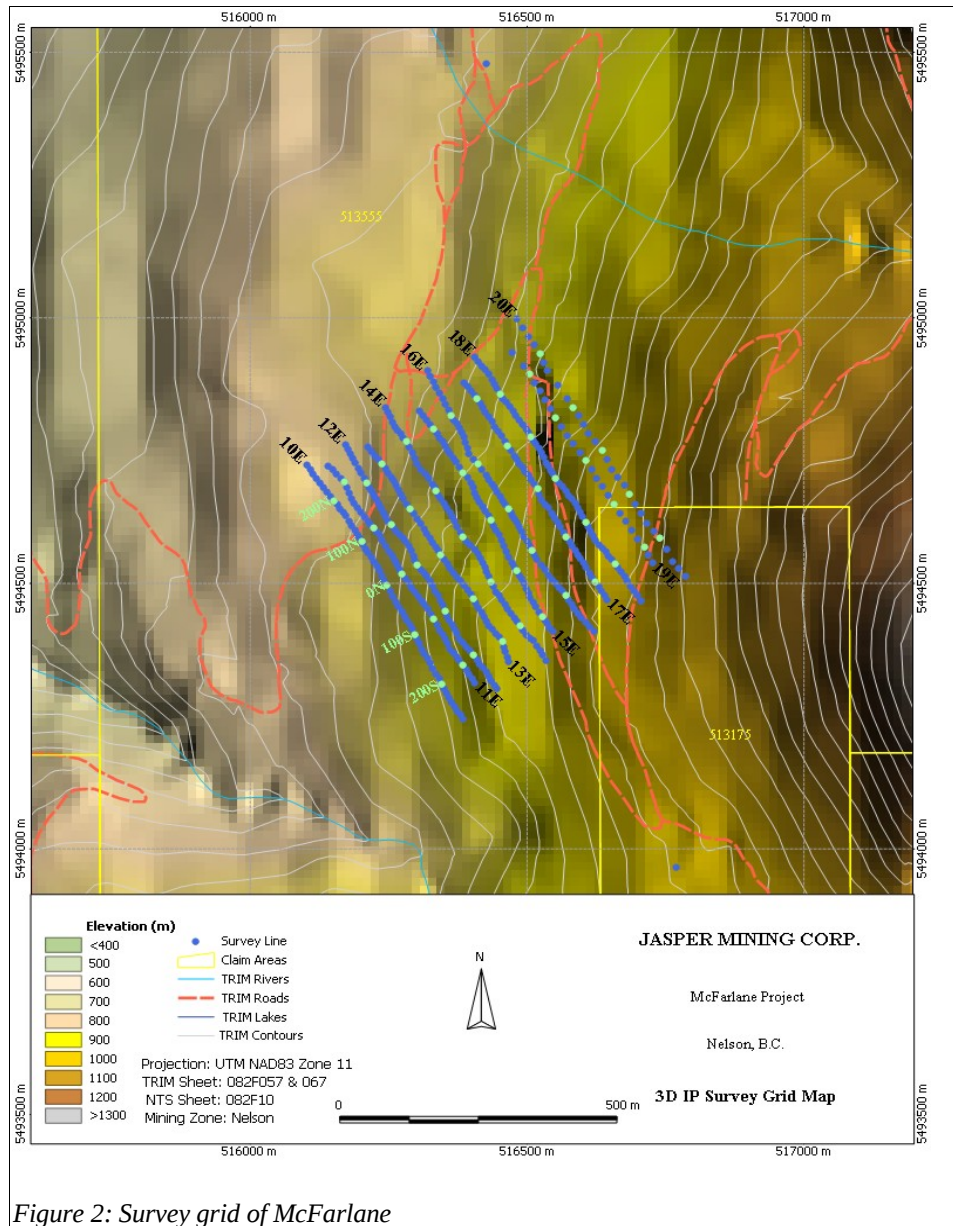 516000 m
516500 m
517000 m
5495500 m
5495500 m
513555
5495000 m
5495000 m
20E
18E
16E
14E
12E
10E
200N
100N
0N
100S
200S
19E
17E
15E
13E
11E
5494500 m
5494500 m
513175
5494000 m
5494000 m
Elevation (m)
<400
500
600
700
800
900
1000
1100
1200
>1300
Survey Line
Claim Areas
TRIM Rivers
TRIM Roads
TRIM Lakes
TRIM Contours
Projection: UTM NAD83 Zone 11
TRIM Sheet: 082F057 & 067
NTS Sheet: 082F10
Mining Zone: Nelson
N
0
500 m
JASPER MINING CORP.
McFarlane Project
Nelson, B.C.
3D IP Survey Grid Map
5493500 m
5493500 m
516000 m
516500 m
517000 m
Figure 2: Survey grid of McFarlane